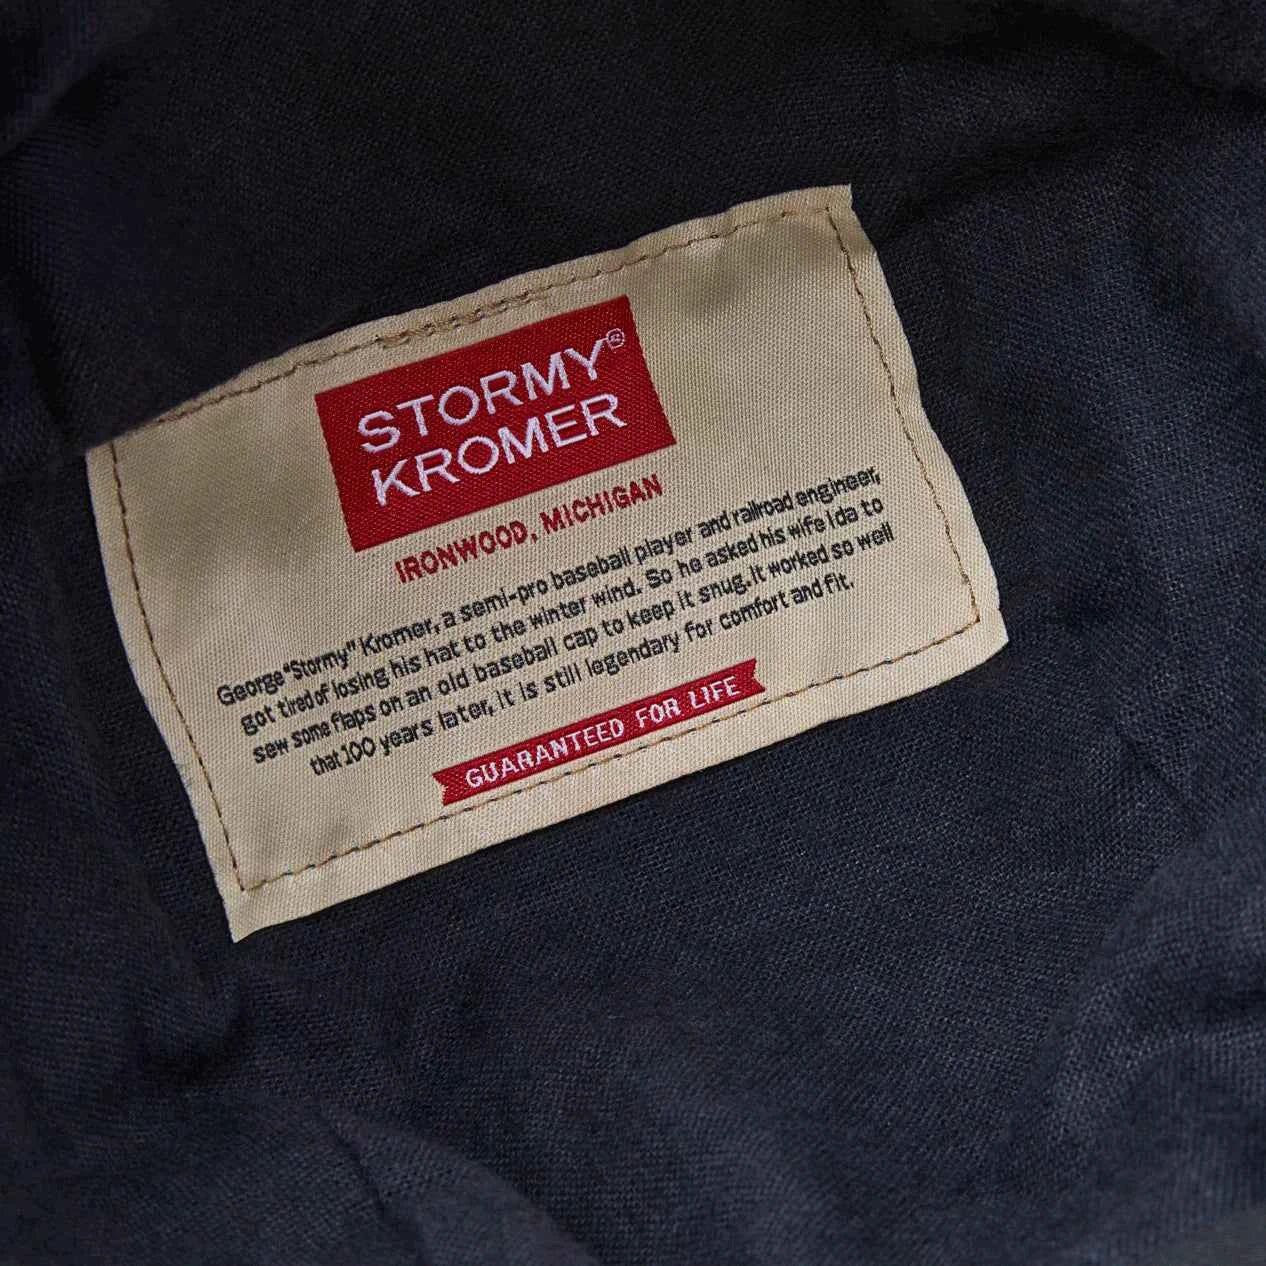 STORMY®
KROMER
IRONWOOD, MICHIGAN
George "Stormy" Kromer, a semi-pro baseball player and railroad engineer,
got tired of losing his hat to the winter wind. So he asked his wife Ida to
sew some flaps on an old baseball cap to keep it snug. It worked so well
that 100 years later, it is still legendary for comfort and fit.
GUARANTEED FOR LIFE